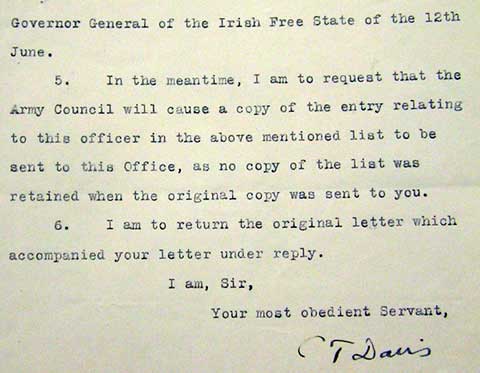 Governor General of the Irish Free State of the 12th
June.
5. In the meantime, I am to request that the
Army Council will cause a copy of the entry relating
to this officer in the above mentioned list to be
sent to this Office, as no copy of the list was
retained when the original copy was sent to you.
6. I am to return the original letter which
accompanied your letter under reply.
I am, Sir,
Your most obedient Servant,
C T Davis